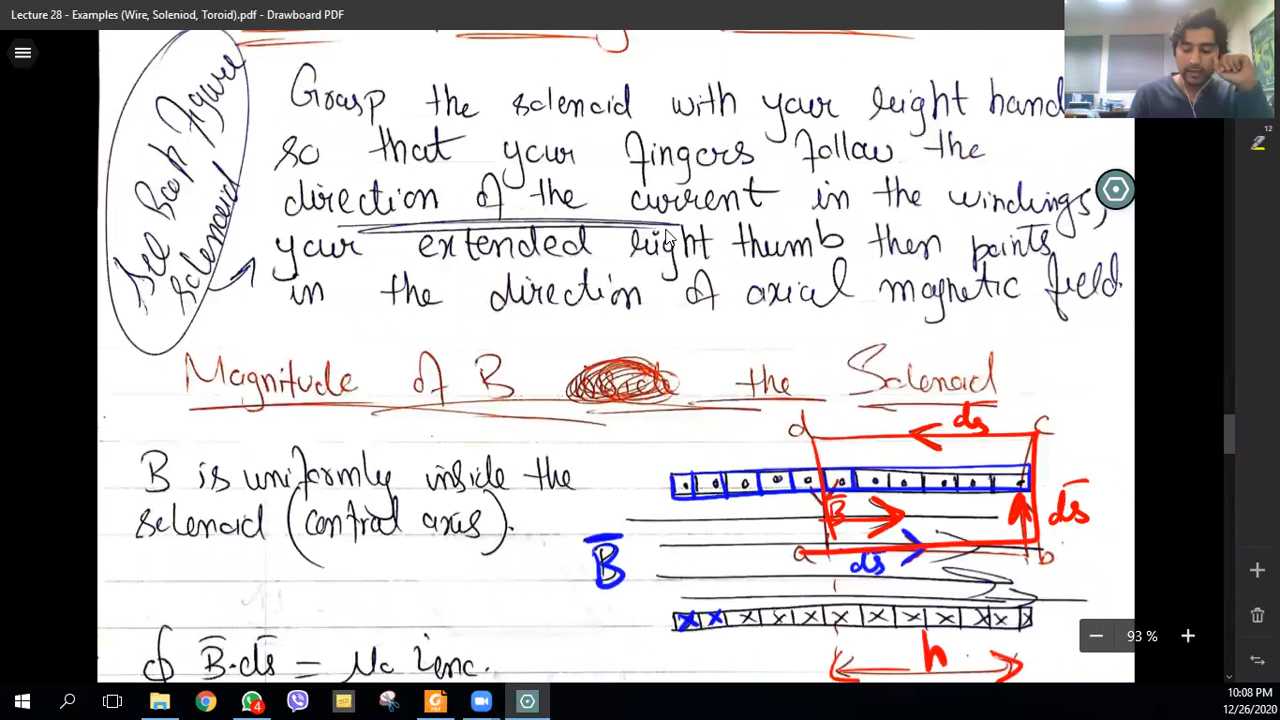 Lecture 28 - Examples (Wire, Soleniod, Toroid).pdf - Drawboard PDF
See Book Figure
Solenoid
Grasp the solenoid with your right hand
so that your fingers follow the
direction of the current in the windings,
your extended right thumb then points
in the direction of axial magnetic field.
Magnitude of B the Solenoid
B is uniformly inside the
solenoid (central axis).
∮ B̅·ds̅ = μ₀ ienc.
d
ds̅
c
B̅
ds̅
a
ds̅
b
B̅
x x x x x x x x x x x x
h
12
93 %
4
10:08 PM
12/26/2020